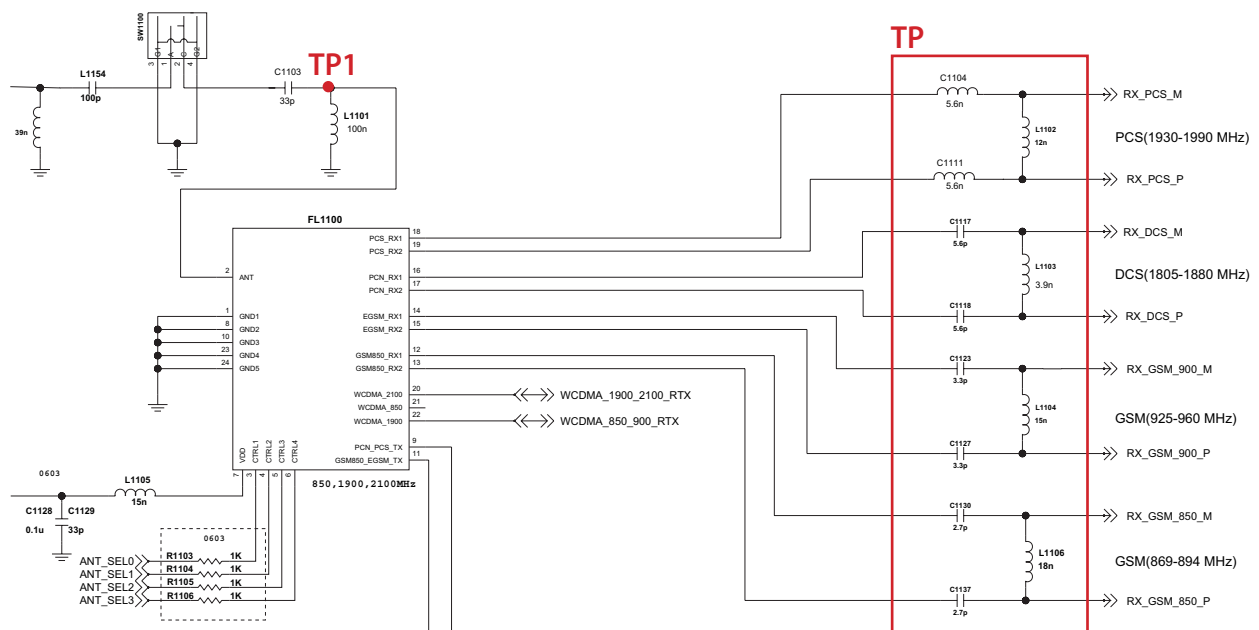 SW1100
G1
A
C
G2
3
1
2
4
L1154
100p
39n
C1103
33p
TP1
L1101
100n
TP
C1104
5.6n
L1102
12n
C1111
5.6n
RX_PCS_M
PCS(1930-1990 MHz)
RX_PCS_P
C1117
5.6p
L1103
3.9n
C1118
5.6p
RX_DCS_M
DCS(1805-1880 MHz)
RX_DCS_P
C1123
3.3p
L1104
15n
C1127
3.3p
RX_GSM_900_M
GSM(925-960 MHz)
RX_GSM_900_P
C1130
2.7p
L1106
18n
C1137
2.7p
RX_GSM_850_M
GSM(869-894 MHz)
RX_GSM_850_P
FL1100
2 ANT
1 GND1
8 GND2
10 GND3
23 GND4
24 GND5
PCS_RX1 18
PCS_RX2 19
PCN_RX1 16
PCN_RX2 17
EGSM_RX1 14
EGSM_RX2 15
GSM850_RX1 12
GSM850_RX2 13
WCDMA_2100 20
WCDMA_850 21
WCDMA_1900 22
PCN_PCS_TX 9
GSM850_EGSM_TX 11
WCDMA_1900_2100_RTX
WCDMA_850_900_RTX
VDD
CTRL1
CTRL2
CTRL3
CTRL4
7
3
4
5
6
850,1900,2100MHz
0603
L1105
15n
C1128
0.1u
C1129
33p
0603
ANT_SEL0 R1103 1K
ANT_SEL1 R1104 1K
ANT_SEL2 R1105 1K
ANT_SEL3 R1106 1K